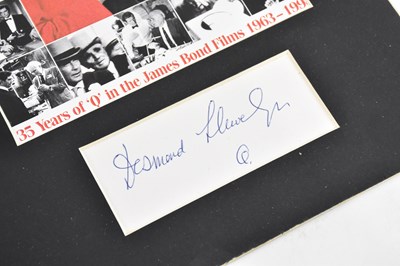 35 Years of 'Q' in the James Bond Films 1963–199
Desmond Llewelyn
Q.